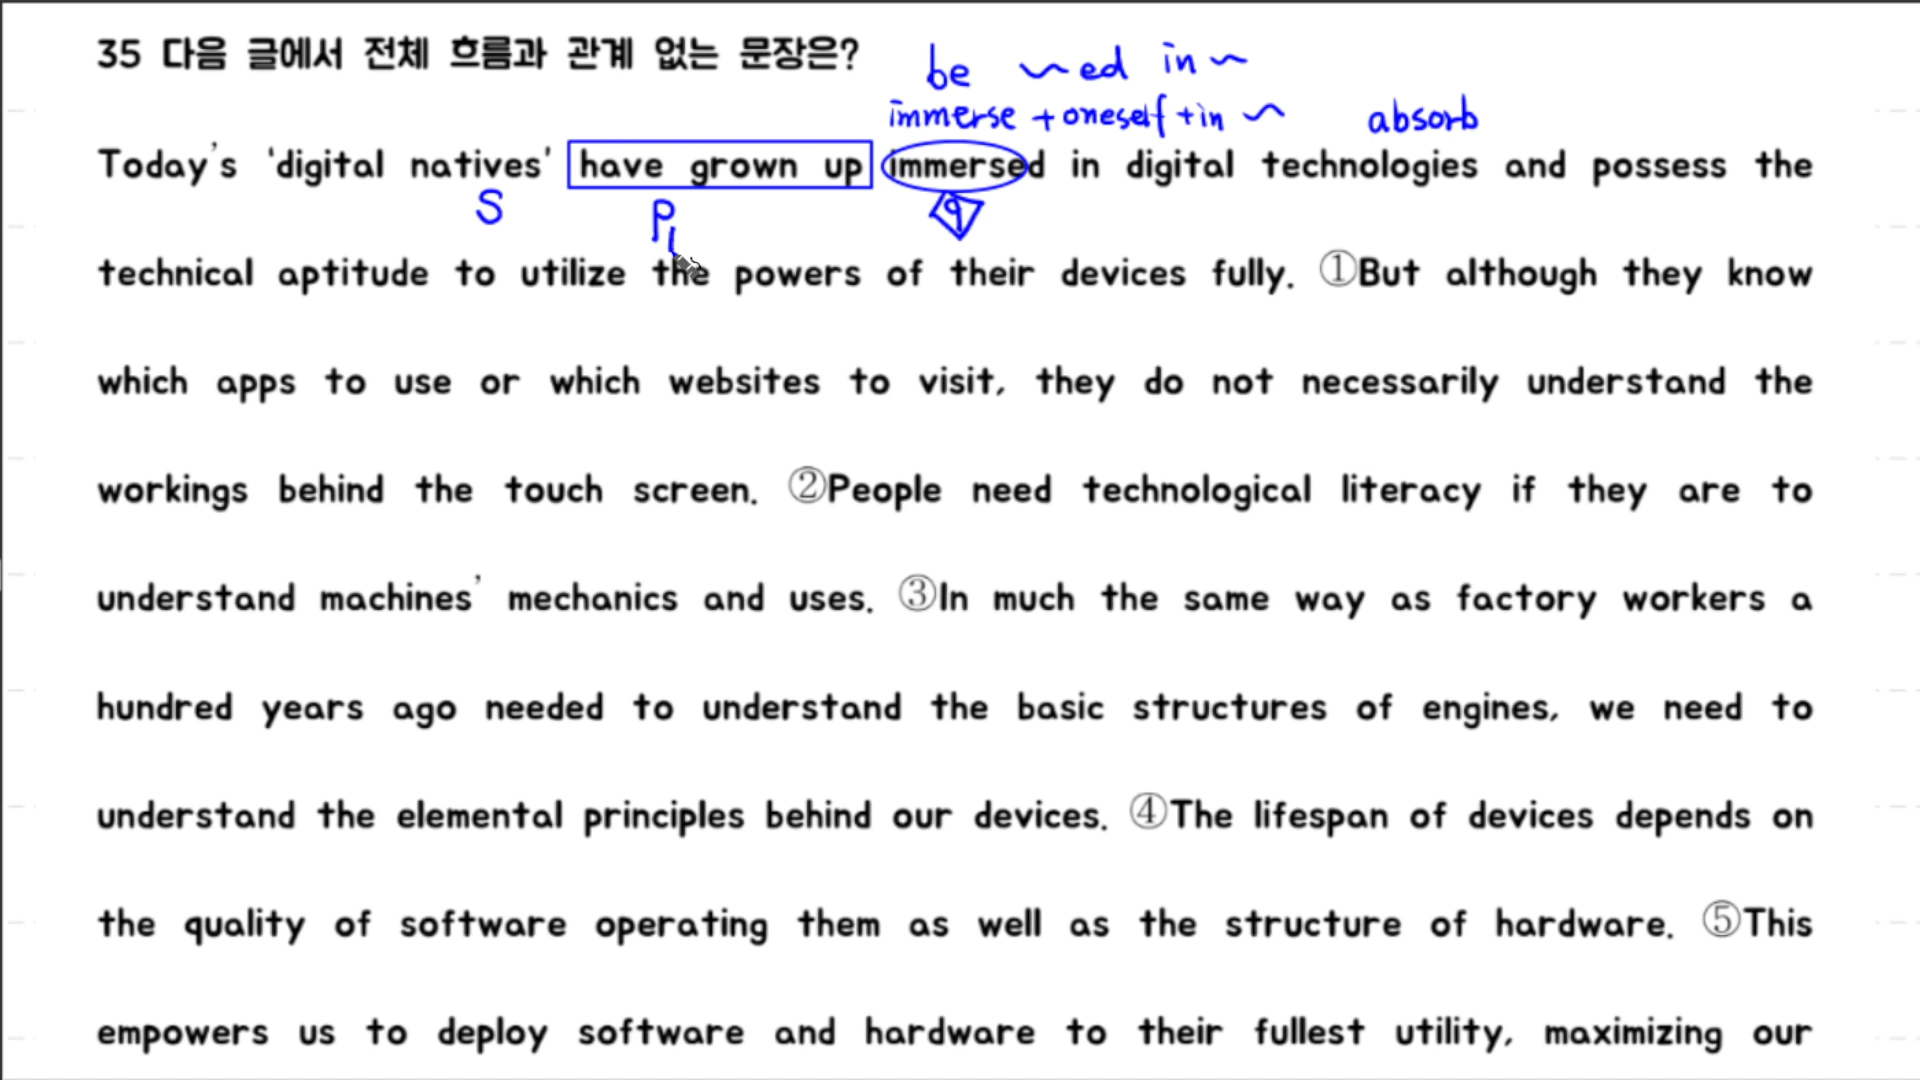 35 다음 글에서 전체 흐름과 관계 없는 문장은?
be ~ed in ~
immerse + oneself + in ~ absorb
Today's 'digital natives' have grown up immersed in digital technologies and possess the
S P₁
technical aptitude to utilize the powers of their devices fully. ①But although they know
which apps to use or which websites to visit, they do not necessarily understand the
workings behind the touch screen. ②People need technological literacy if they are to
understand machines' mechanics and uses. ③In much the same way as factory workers a
hundred years ago needed to understand the basic structures of engines, we need to
understand the elemental principles behind our devices. ④The lifespan of devices depends on
the quality of software operating them as well as the structure of hardware. ⑤This
empowers us to deploy software and hardware to their fullest utility, maximizing our